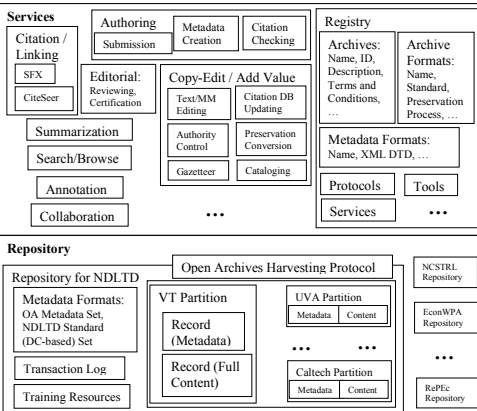 Services
Citation /
Linking
SFX
CiteSeer
Authoring
Submission
Metadata
Creation
Citation
Checking
Editorial:
Reviewing,
Certification
Copy-Edit / Add Value
Text/MM
Editing
Citation DB
Updating
Authority
Control
Preservation
Conversion
Gazetteer
Cataloging
Summarization
Search/Browse
Annotation
Collaboration
...
Registry
Archives:
Name, ID,
Description,
Terms and
Conditions,
...
Archive
Formats:
Name,
Standard,
Preservation
Process, ...
Metadata Formats:
Name, XML DTD, ...
Protocols
Tools
Services
...
Repository
Repository for NDLTD
Open Archives Harvesting Protocol
Metadata Formats:
OA Metadata Set,
NDLTD Standard
(DC-based) Set
Transaction Log
Training Resources
VT Partition
Record
(Metadata)
Record (Full
Content)
UVA Partition
Metadata Content
... ...
Caltech Partition
Metadata Content
NCSTRL
Repository
EconWPA
Repository
...
RePEc
Repository